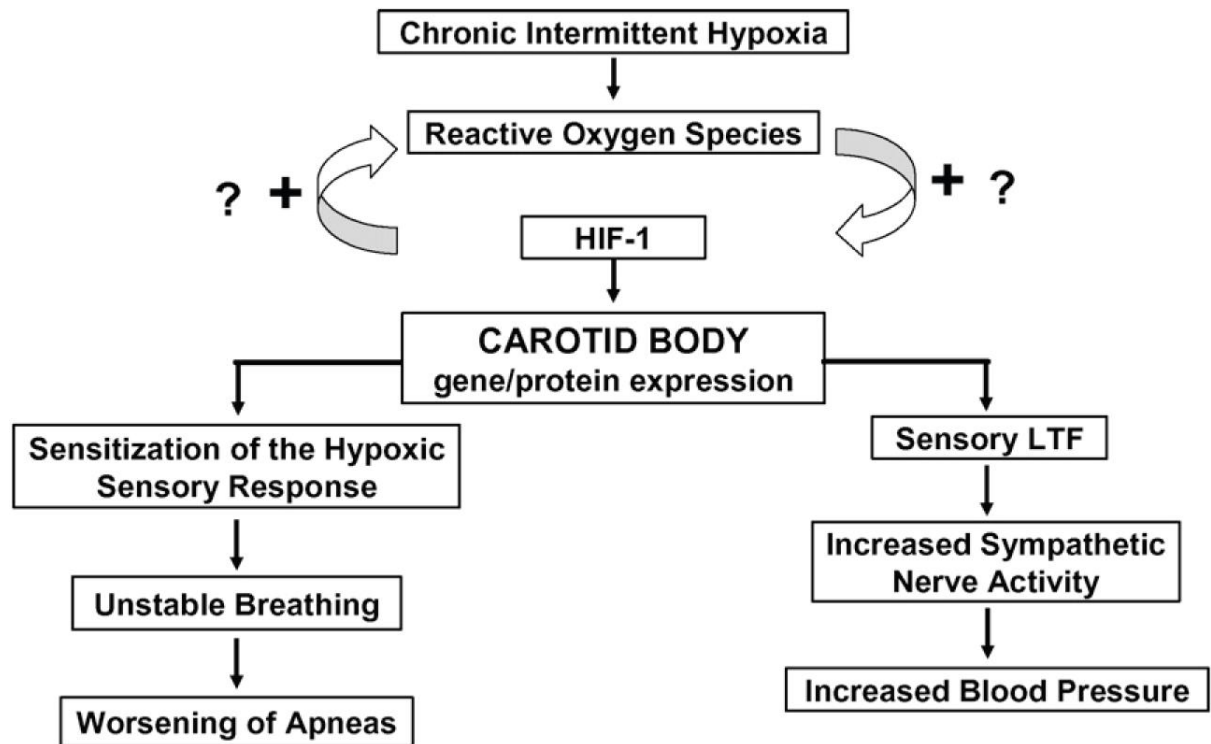 Chronic Intermittent Hypoxia
Reactive Oxygen Species
? +
+ ?
HIF-1
CAROTID BODY
gene/protein expression
Sensitization of the Hypoxic
Sensory Response
Unstable Breathing
Worsening of Apneas
Sensory LTF
Increased Sympathetic
Nerve Activity
Increased Blood Pressure